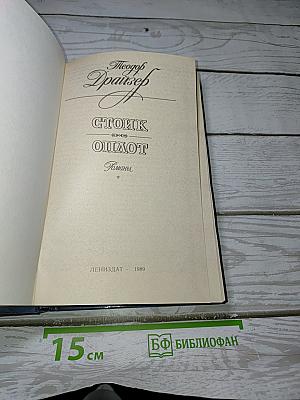 Теодор
Драйзер
СТОИК
ОПЛОТ
Романы
ЛЕНИЗДАТ · 1989
15 СМ
БФ БИБЛИОФАН